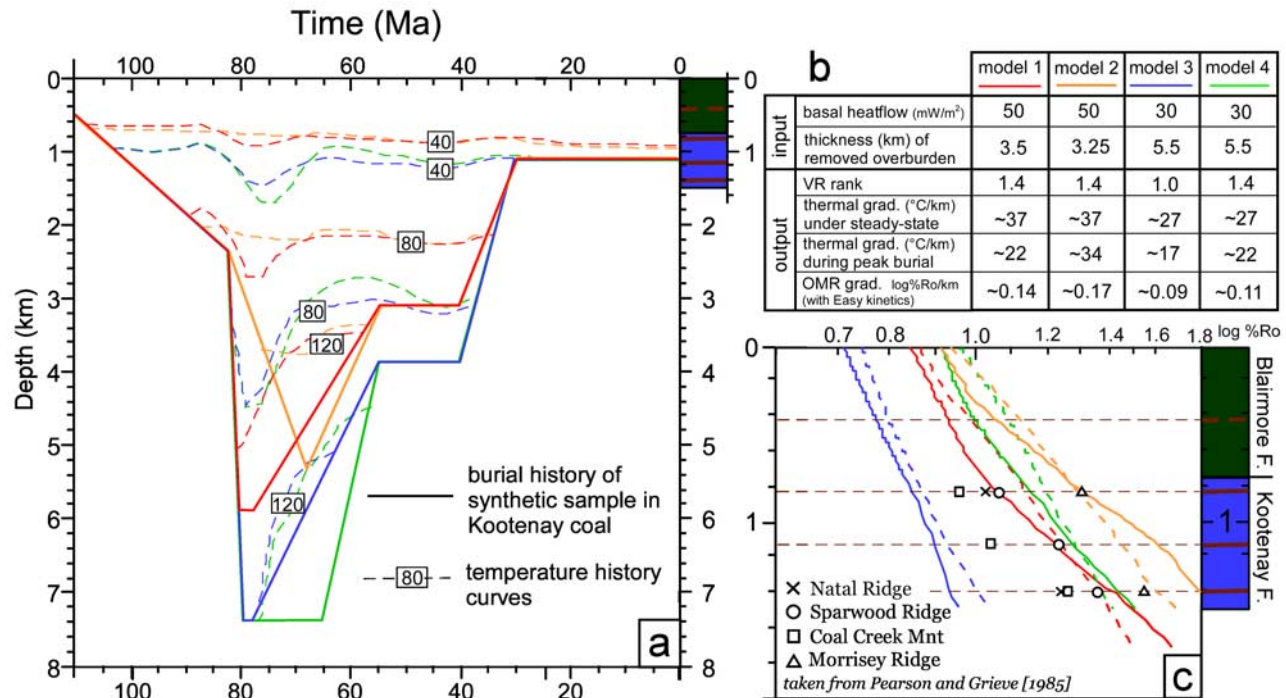 Time (Ma)
100 80 60 40 20 0
Depth (km)
0
1
2
3
4
5
6
7
8
0
1
2
3
4
5
6
7
8
40
40
80
80
120
120
burial history of
synthetic sample in
Kootenay coal
80 temperature history
curves
a
100 80 60 40 20 0
b
model 1 model 2 model 3 model 4
input
basal heatflow (mW/m²) 50 50 30 30
thickness (km) of
removed overburden 3.5 3.25 5.5 5.5
output
VR rank 1.4 1.4 1.0 1.4
thermal grad. (°C/km)
under steady-state ~37 ~37 ~27 ~27
thermal grad. (°C/km)
during peak burial ~22 ~34 ~17 ~22
OMR grad. log%Ro/km
(with Easy kinetics) ~0.14 ~0.17 ~0.09 ~0.11
0.7 1.0 1.2 1.4 1.6 1.8 log %Ro
0
1
Blairmore F.
Kootenay F.
1
Natal Ridge
Sparwood Ridge
Coal Creek Mnt
Morrisey Ridge
taken from Pearson and Grieve [1985]
c